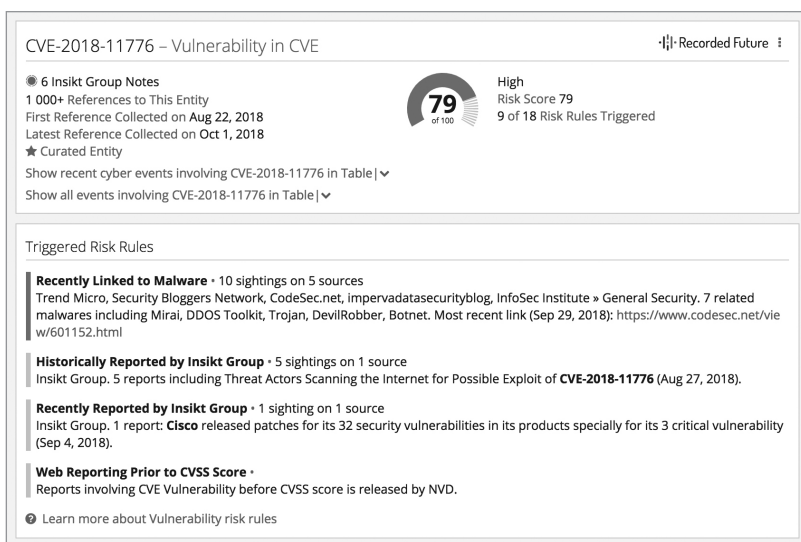 CVE-2018-11776 – Vulnerability in CVE
Recorded Future
6 Insikt Group Notes
1 000+ References to This Entity
First Reference Collected on Aug 22, 2018
Latest Reference Collected on Oct 1, 2018
Curated Entity
Show recent cyber events involving CVE-2018-11776 in Table|
Show all events involving CVE-2018-11776 in Table|
79
of 100
High
Risk Score 79
9 of 18 Risk Rules Triggered
Triggered Risk Rules
Recently Linked to Malware • 10 sightings on 5 sources
Trend Micro, Security Bloggers Network, CodeSec.net, impervadatasecurityblog, InfoSec Institute » General Security. 7 related
malwares including Mirai, DDOS Toolkit, Trojan, DevilRobber, Botnet. Most recent link (Sep 29, 2018): https://www.codesec.net/vie
w/601152.html
Historically Reported by Insikt Group • 5 sightings on 1 source
Insikt Group. 5 reports including Threat Actors Scanning the Internet for Possible Exploit of CVE-2018-11776 (Aug 27, 2018).
Recently Reported by Insikt Group • 1 sighting on 1 source
Insikt Group. 1 report: Cisco released patches for its 32 security vulnerabilities in its products specially for its 3 critical vulnerability
(Sep 4, 2018).
Web Reporting Prior to CVSS Score •
Reports involving CVE Vulnerability before CVSS score is released by NVD.
Learn more about Vulnerability risk rules